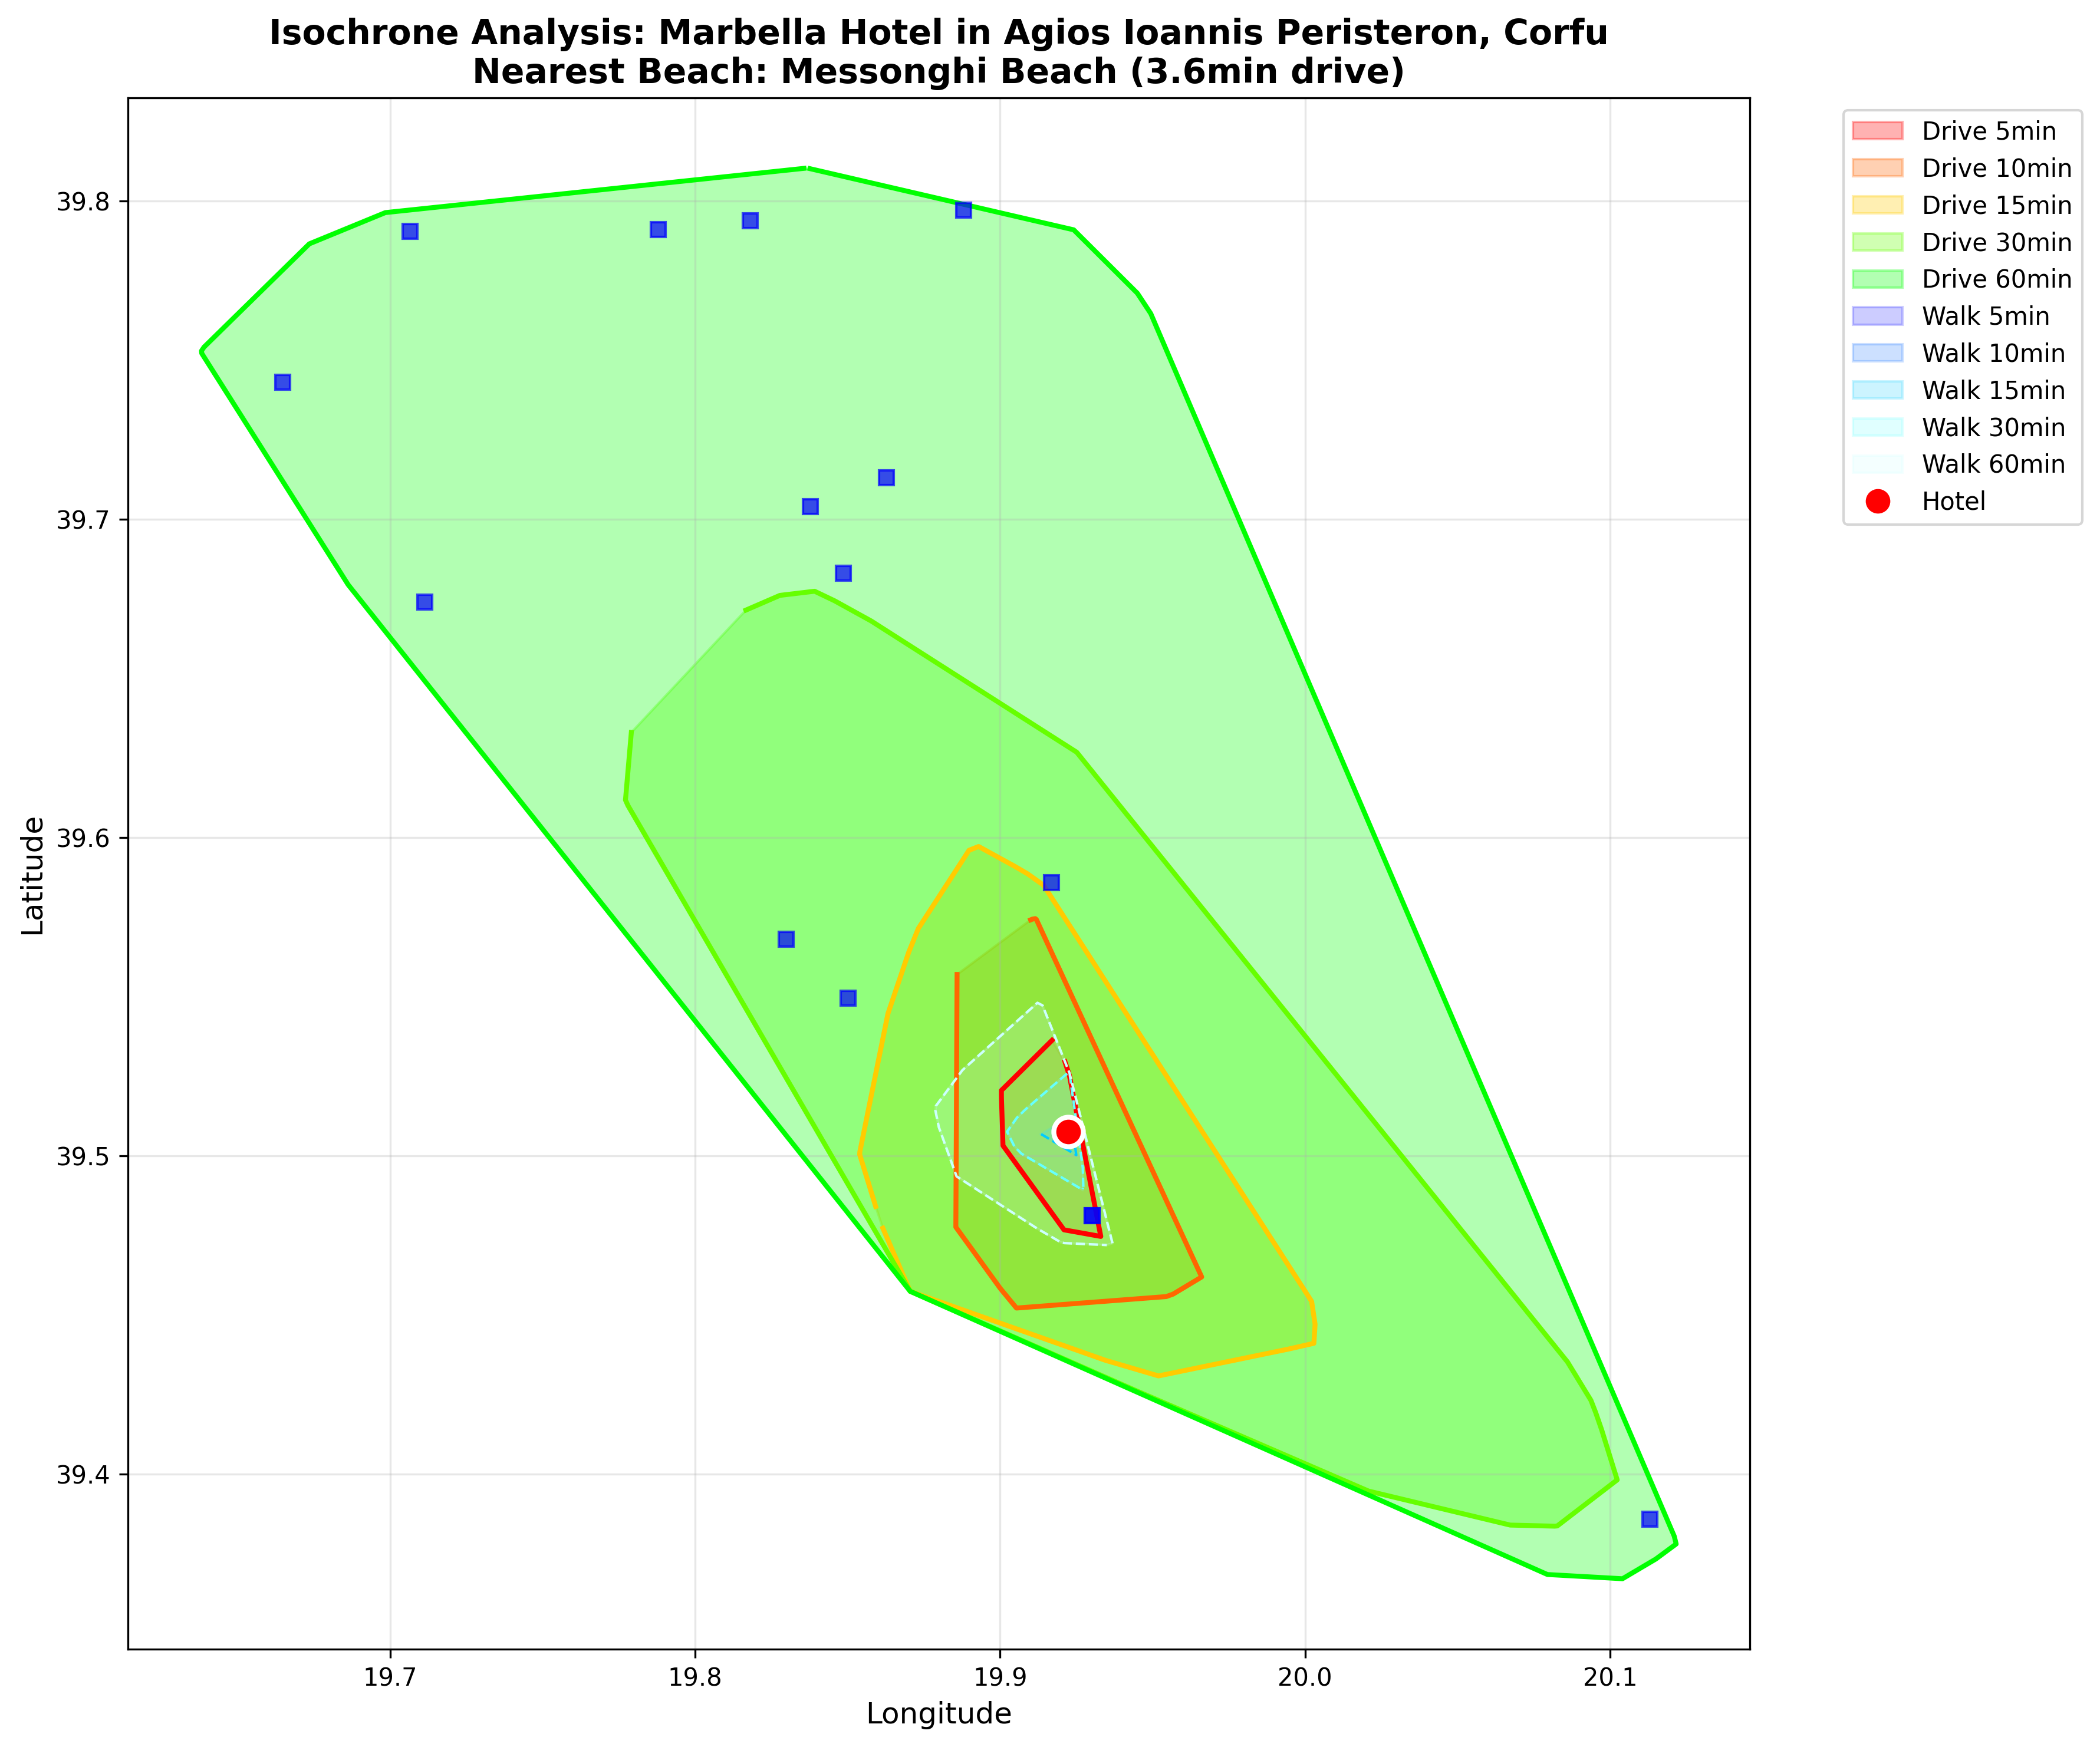 Isochrone Analysis: Marbella Hotel in Agios Ioannis Peristeron, Corfu
Nearest Beach: Messonghi Beach (3.6min drive)
Drive 5min
Drive 10min
Drive 15min
Drive 30min
Drive 60min
Walk 5min
Walk 10min
Walk 15min
Walk 30min
Walk 60min
Hotel
Latitude
39.8
39.7
39.6
39.5
39.4
19.7
19.8
19.9
20.0
20.1
Longitude